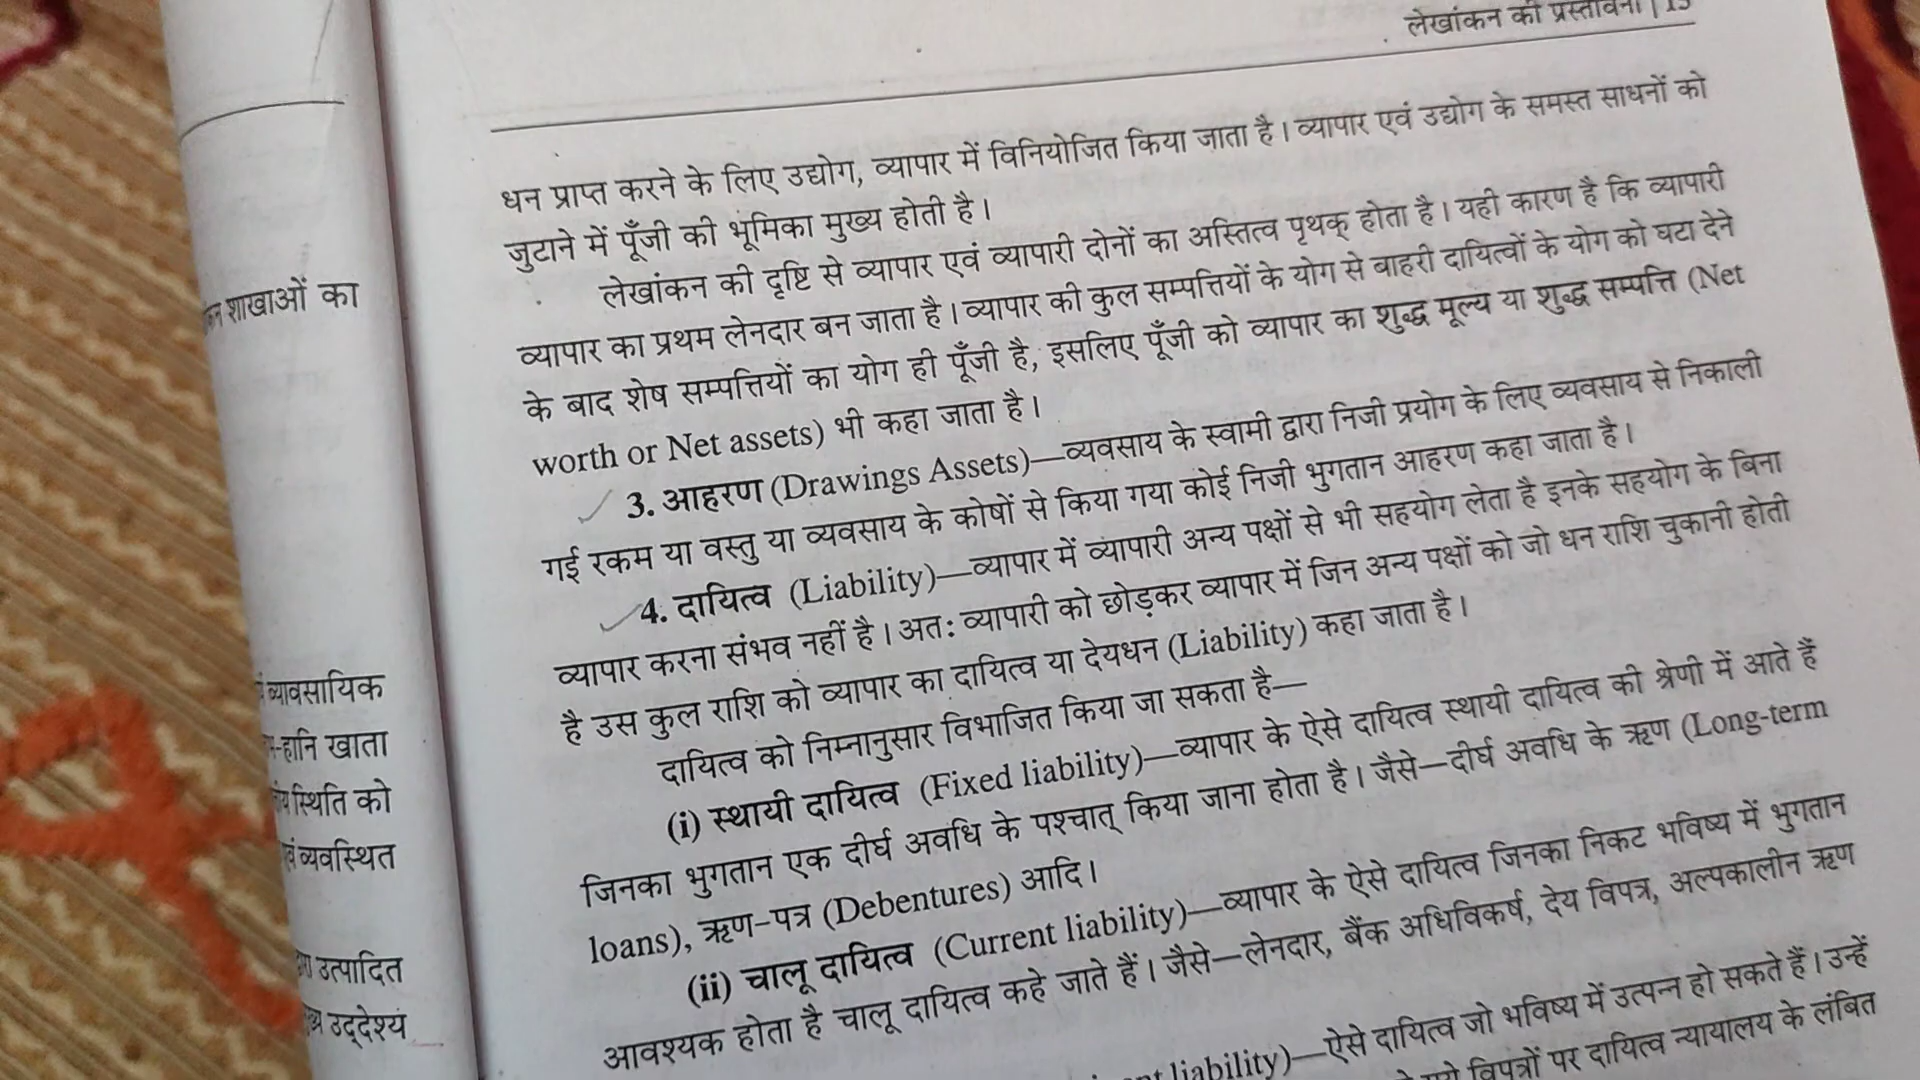 लेखांकन की प्रस्तावना | 15
धन प्राप्त करने के लिए उद्योग, व्यापार में विनियोजित किया जाता है। व्यापार एवं उद्योग के समस्त साधनों को
जुटाने में पूँजी की भूमिका मुख्य होती है।
लेखांकन की दृष्टि से व्यापार एवं व्यापारी दोनों का अस्तित्व पृथक् होता है। यही कारण है कि व्यापारी
व्यापार का प्रथम लेनदार बन जाता है। व्यापार की कुल सम्पत्तियों के योग से बाहरी दायित्वों के योग को घटा देने
के बाद शेष सम्पत्तियों का योग ही पूँजी है, इसलिए पूँजी को व्यापार का शुद्ध मूल्य या शुद्ध सम्पत्ति (Net
worth or Net assets) भी कहा जाता है।
3. आहरण (Drawings Assets)—व्यवसाय के स्वामी द्वारा निजी प्रयोग के लिए व्यवसाय से निकाली
गई रकम या वस्तु या व्यवसाय के कोषों से किया गया कोई निजी भुगतान आहरण कहा जाता है।
4. दायित्व (Liability)—व्यापार में व्यापारी अन्य पक्षों से भी सहयोग लेता है इनके सहयोग के बिना
व्यापार करना संभव नहीं है। अतः व्यापारी को छोड़कर व्यापार में जिन अन्य पक्षों को जो धन राशि चुकानी होती
है उस कुल राशि को व्यापार का दायित्व या देयधन (Liability) कहा जाता है।
दायित्व को निम्नानुसार विभाजित किया जा सकता है—
(i) स्थायी दायित्व (Fixed liability)—व्यापार के ऐसे दायित्व स्थायी दायित्व की श्रेणी में आते हैं
जिनका भुगतान एक दीर्घ अवधि के पश्चात् किया जाना होता है। जैसे—दीर्घ अवधि के ऋण (Long-term
loans), ऋण-पत्र (Debentures) आदि।
(ii) चालू दायित्व (Current liability)—व्यापार के ऐसे दायित्व जिनका निकट भविष्य में भुगतान
आवश्यक होता है चालू दायित्व कहे जाते हैं। जैसे—लेनदार, बैंक अधिविकर्ष, देय विपत्र, अल्पकालीन ऋण
liability)—ऐसे दायित्व जो भविष्य में उत्पन्न हो सकते हैं। उन्हें
विपत्रों पर दायित्व न्यायालय के लंबित
शाखाओं का
व्यावसायिक
हानि खाता
स्थिति को
व्यवस्थित
उत्पादित
उद्देश्य